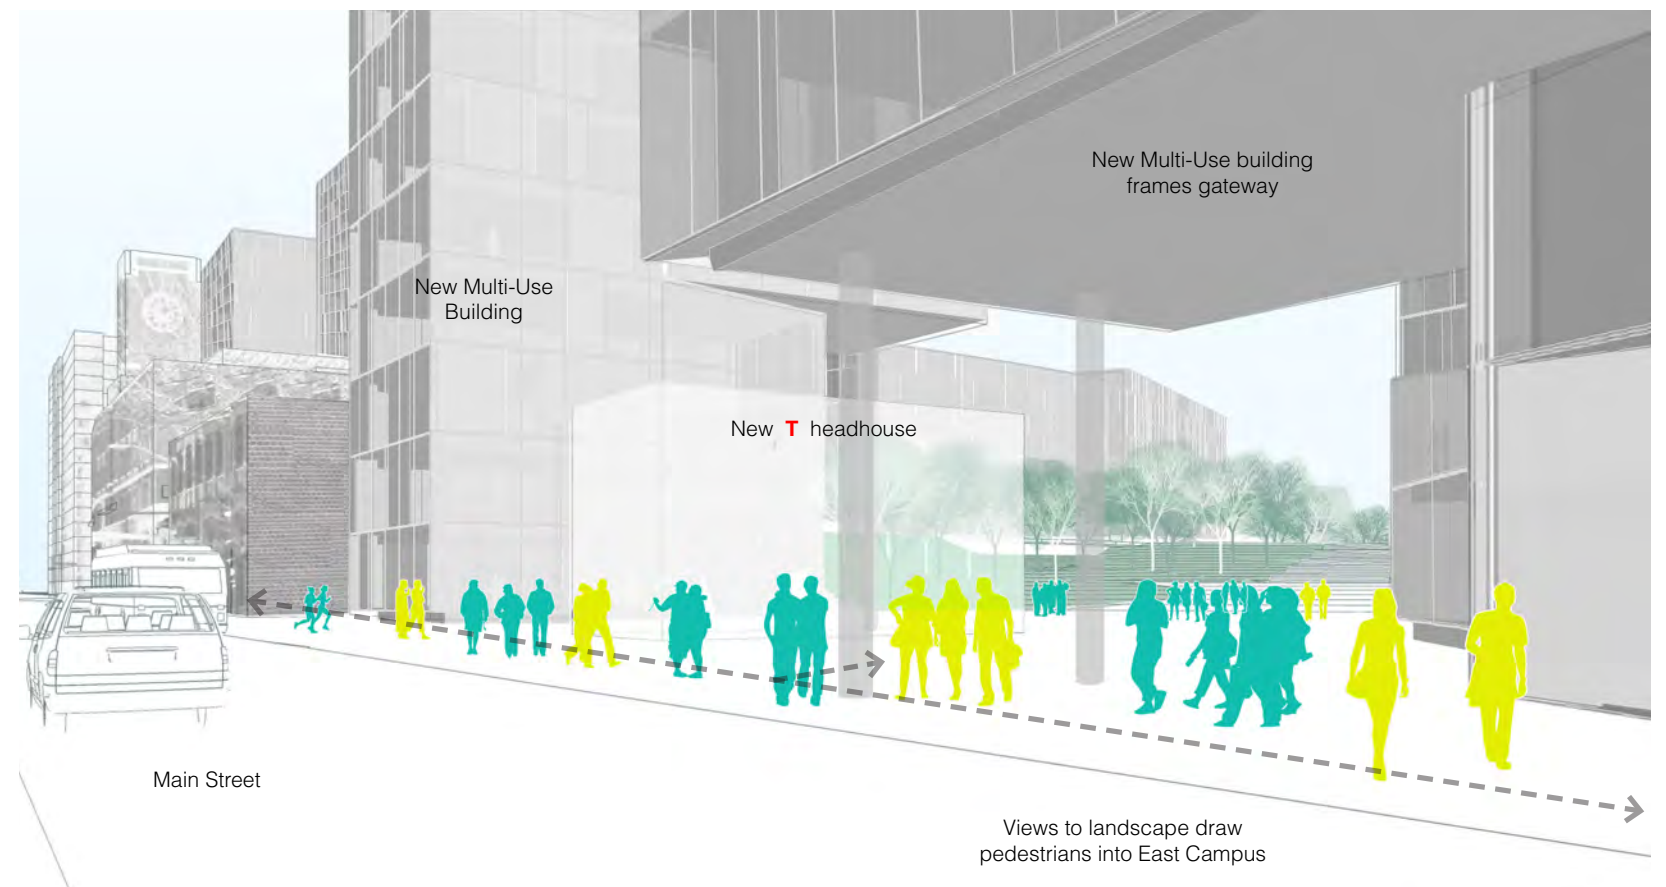 New Multi-Use building
frames gateway
New Multi-Use
Building
New T headhouse
Main Street
Views to landscape draw
pedestrians into East Campus